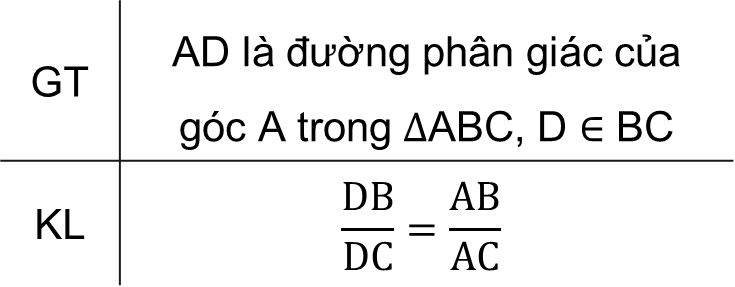 GT
AD là đường phân giác của
góc A trong ΔABC, D ∈ BC
KL
DB/DC = AB/AC